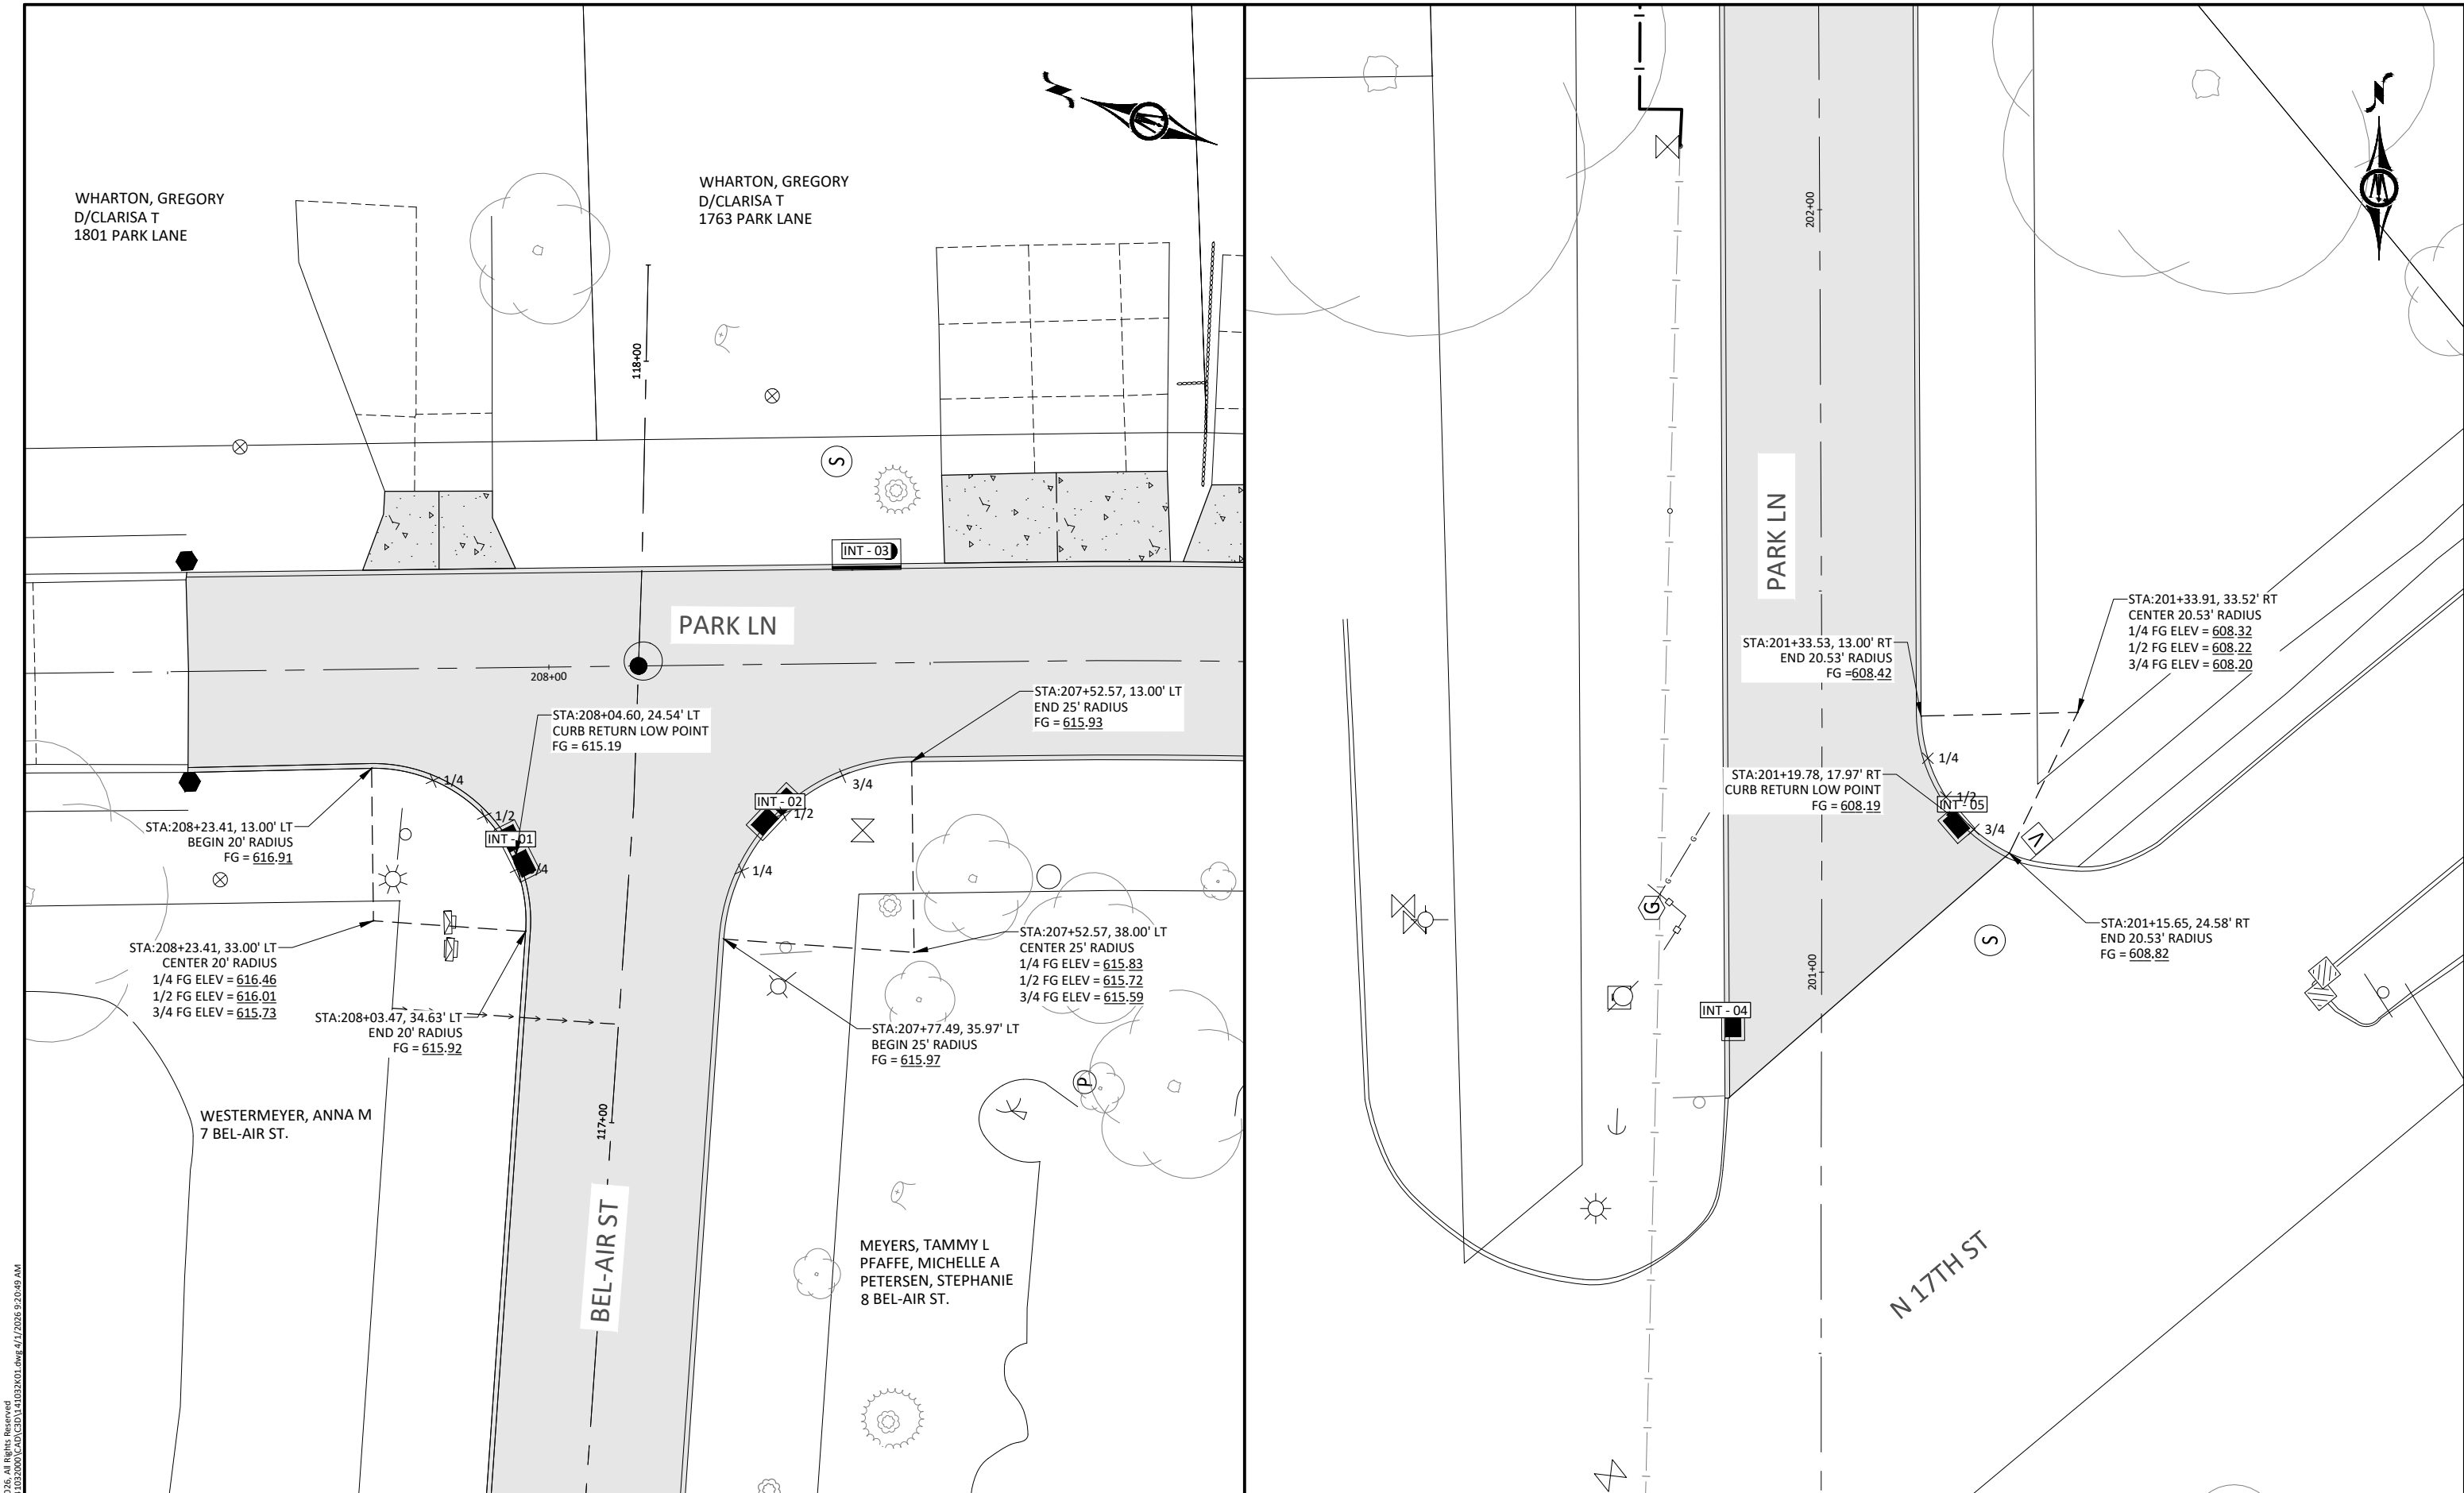 WHARTON, GREGORY
D/CLARISA T
1801 PARK LANE
WHARTON, GREGORY
D/CLARISA T
1763 PARK LANE
118+00
S
INT - 03
PARK LN
208+00
STA:208+04.60, 24.54' LT
CURB RETURN LOW POINT
FG = 615.19
STA:207+52.57, 13.00' LT
END 25' RADIUS
FG = 615.93
1/4
1/2
INT - 01
INT - 02
3/4
1/2
1/4
STA:208+23.41, 13.00' LT
BEGIN 20' RADIUS
FG = 616.91
STA:208+23.41, 33.00' LT
CENTER 20' RADIUS
1/4 FG ELEV = 616.46
1/2 FG ELEV = 616.01
3/4 FG ELEV = 615.73
STA:208+03.47, 34.63' LT
END 20' RADIUS
FG = 615.92
STA:207+52.57, 38.00' LT
CENTER 25' RADIUS
1/4 FG ELEV = 615.83
1/2 FG ELEV = 615.72
3/4 FG ELEV = 615.59
STA:207+77.49, 35.97' LT
BEGIN 25' RADIUS
FG = 615.97
P
WESTERMEYER, ANNA M
7 BEL-AIR ST.
117+00
BEL-AIR ST
MEYERS, TAMMY L
PFAFFE, MICHELLE A
PETERSEN, STEPHANIE
8 BEL-AIR ST.
N
N
202+00
PARK LN
STA:201+33.91, 33.52' RT
CENTER 20.53' RADIUS
1/4 FG ELEV = 608.32
1/2 FG ELEV = 608.22
3/4 FG ELEV = 608.20
STA:201+33.53, 13.00' RT
END 20.53' RADIUS
FG =608.42
STA:201+19.78, 17.97' RT
CURB RETURN LOW POINT
FG = 608.19
1/4
1/2
INT - 05
3/4
V
G
G
G
S
STA:201+15.65, 24.58' RT
END 20.53' RADIUS
FG = 608.82
201+00
INT - 04
N 17TH ST
026, All Rights Reserved